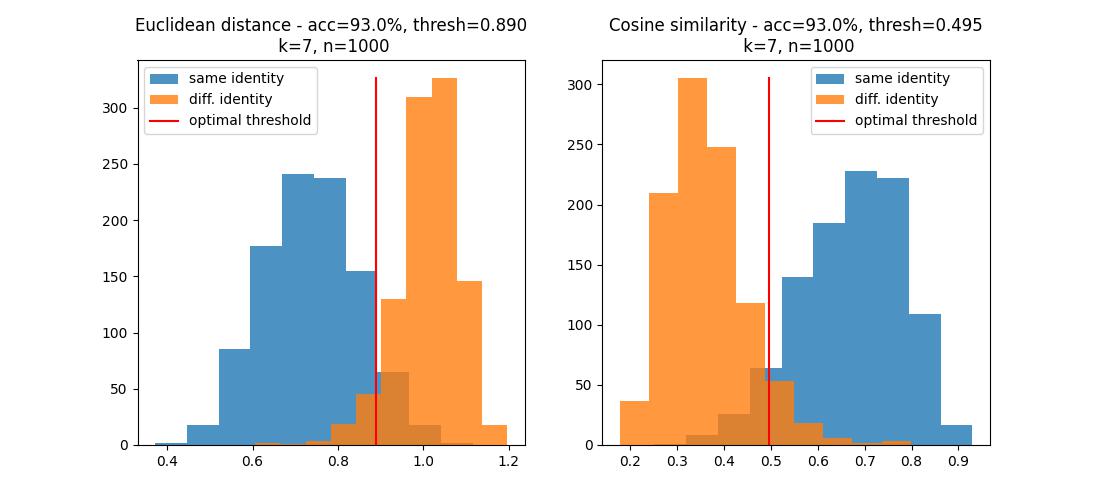 Euclidean distance - acc=93.0%, thresh=0.890
k=7, n=1000
same identity
diff. identity
optimal threshold
300
250
200
150
100
50
0
0.4 0.6 0.8 1.0 1.2
Cosine similarity - acc=93.0%, thresh=0.495
k=7, n=1000
same identity
diff. identity
optimal threshold
300
250
200
150
100
50
0
0.2 0.3 0.4 0.5 0.6 0.7 0.8 0.9